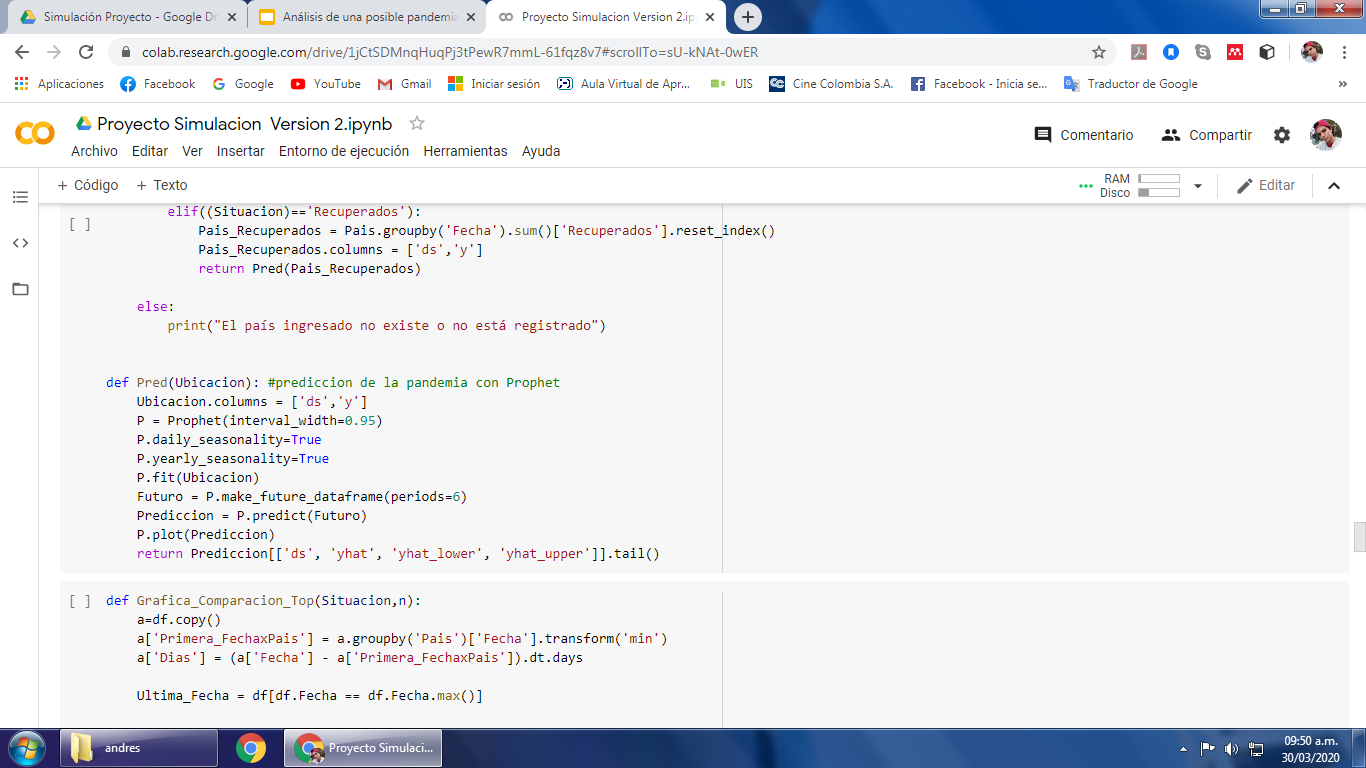 Simulación Proyecto - Google Dr
Análisis de una posible pandemia
Proyecto Simulacion Version 2.ip
colab.research.google.com/drive/1jCtSDMnqHuqPj3tPewR7mmL-61fqz8v7#scrollTo=sU-kNAt-0wER
Aplicaciones Facebook Google YouTube Gmail Iniciar sesión Aula Virtual de Apr... UIS Cine Colombia S.A. Facebook - Inicia se... Traductor de Google »
Proyecto Simulacion Version 2.ipynb
Comentario Compartir
Archivo Editar Ver Insertar Entorno de ejecución Herramientas Ayuda
+ Código + Texto
RAM
Disco
Editar
elif((Situacion)=='Recuperados'):
[ ]
Pais_Recuperados = Pais.groupby('Fecha').sum()['Recuperados'].reset_index()
Pais_Recuperados.columns = ['ds','y']
return Pred(Pais_Recuperados)
else:
print("El país ingresado no existe o no está registrado")
def Pred(Ubicacion): #prediccion de la pandemia con Prophet
Ubicacion.columns = ['ds','y']
P = Prophet(interval_width=0.95)
P.daily_seasonality=True
P.yearly_seasonality=True
P.fit(Ubicacion)
Futuro = P.make_future_dataframe(periods=6)
Prediccion = P.predict(Futuro)
P.plot(Prediccion)
return Prediccion[['ds', 'yhat', 'yhat_lower', 'yhat_upper']].tail()
[ ] def Grafica_Comparacion_Top(Situacion,n):
a=df.copy()
a['Primera_FechaxPais'] = a.groupby('Pais')['Fecha'].transform('min')
a['Dias'] = (a['Fecha'] - a['Primera_FechaxPais']).dt.days
Ultima_Fecha = df[df.Fecha == df.Fecha.max()]
andres
Proyecto Simulaci...
09:50 a.m.
30/03/2020